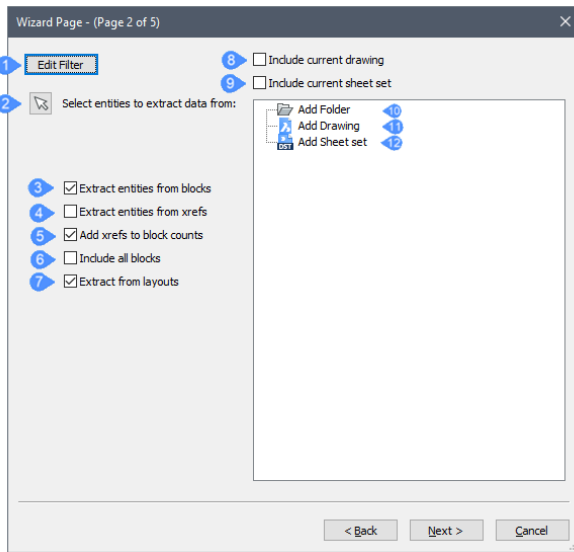 Wizard Page - (Page 2 of 5)
1 Edit Filter
8 Include current drawing
9 Include current sheet set
2 Select entities to extract data from:
Add Folder 10
Add Drawing 11
DST Add Sheet set 12
3 Extract entities from blocks
4 Extract entities from xrefs
5 Add xrefs to block counts
6 Include all blocks
7 Extract from layouts
< Back Next > Cancel